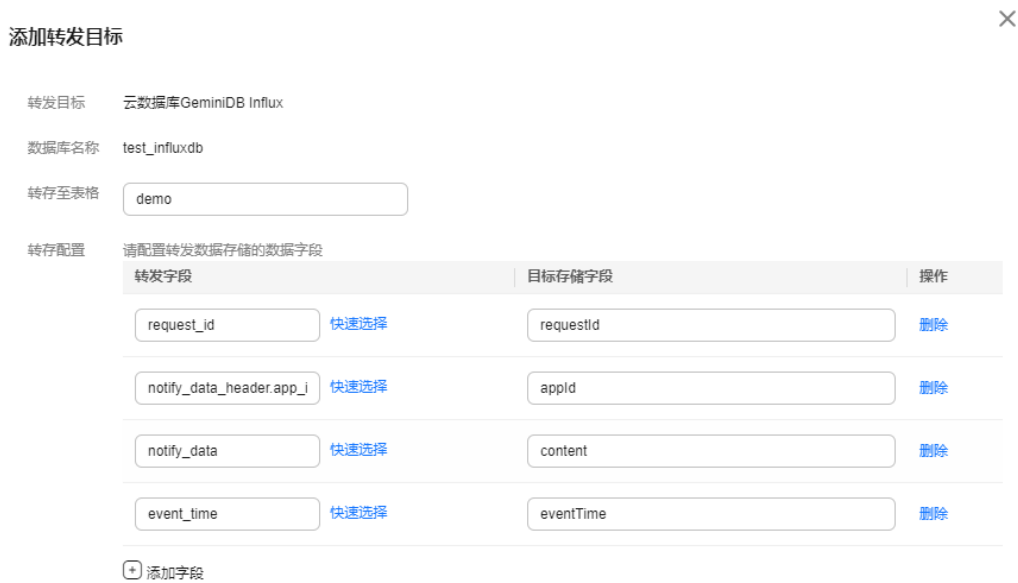 添加转发目标
转发目标 云数据库GeminiDB Influx
数据库名称 test_influxdb
转存至表格 demo
转存配置 请配置转发数据存储的数据字段
转发字段 目标存储字段 操作
request_id 快速选择 requestId 删除
notify_data_header.app_i 快速选择 appId 删除
notify_data 快速选择 content 删除
event_time 快速选择 eventTime 删除
添加字段